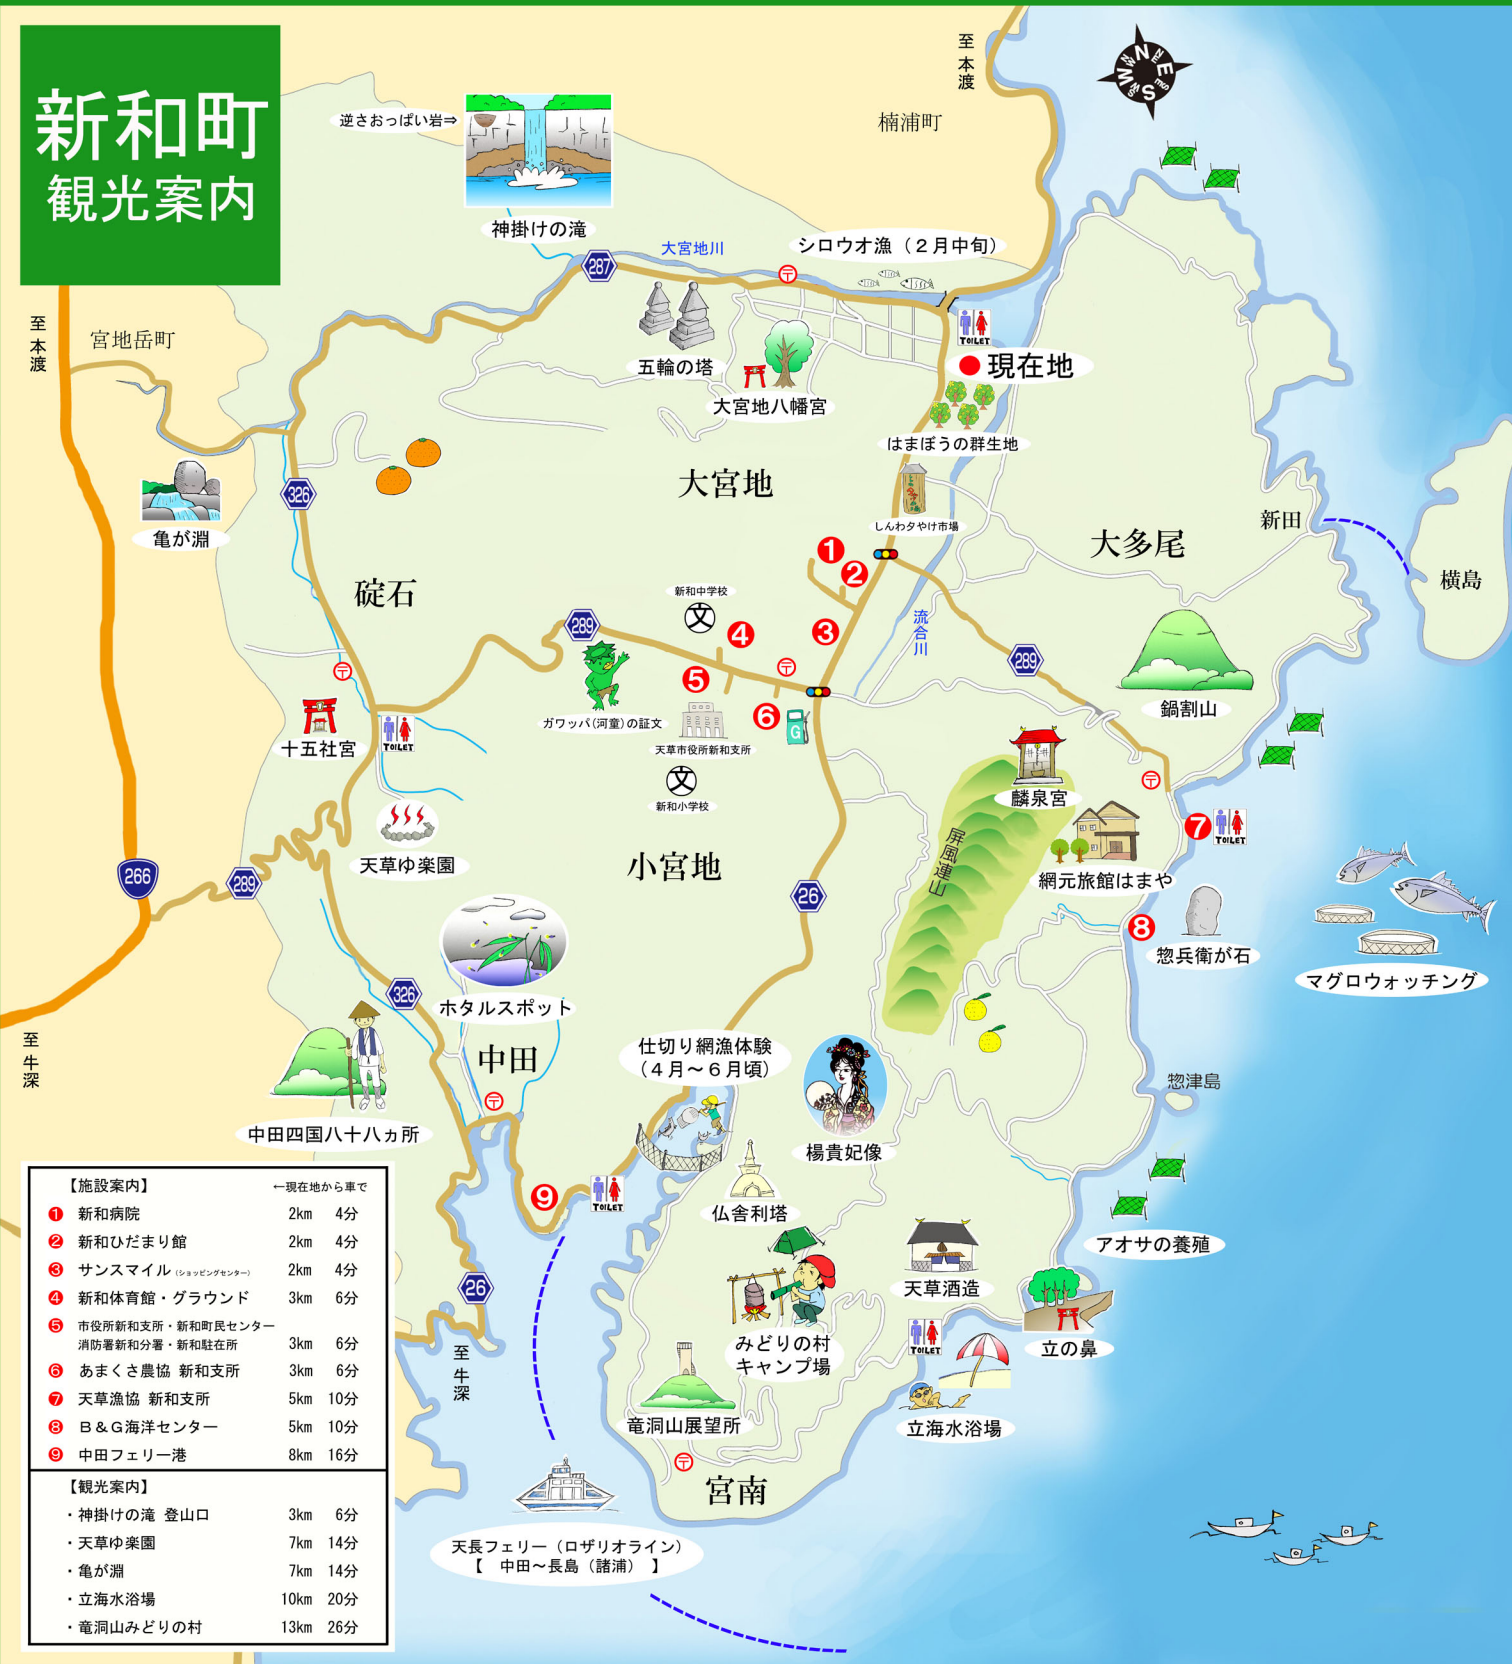 新和町
観光案内
至本渡
楠浦町
逆さおっぱい岩⇒
神掛けの滝
大宮地川
シロウオ漁（２月中旬）
287
至本渡
宮地岳町
五輪の塔
大宮地八幡宮
TOILET
現在地
はまぼうの群生地
大宮地
326
亀が淵
しんわ夕やけ市場
新田
大多尾
横島
碇石
新和中学校
文
1
2
3
4
5
6
289
流合川
289
鍋割山
ガワッパ（河童）の証文
天草市役所新和支所
G
文
新和小学校
十五社宮
TOILET
麟泉宮
天草ゆ楽園
小宮地
屏風連山
網元旅館はまや
7
TOILET
266
289
26
8
惣兵衛が石
マグロウォッチング
ホタルスポット
326
至牛深
中田
仕切り網漁体験
（４月～６月頃）
惣津島
中田四国八十八ヵ所
楊貴妃像
9
TOILET
仏舎利塔
アオサの養殖
天草酒造
みどりの村
キャンプ場
TOILET
立の鼻
26
至牛深
竜洞山展望所
立海水浴場
宮南
天長フェリー（ロザリオライン）
【　中田～長島（諸浦）　】
【施設案内】　←現在地から車で
❶ 新和病院 2km 4分
❷ 新和ひだまり館 2km 4分
❸ サンスマイル（ショッピングセンター） 2km 4分
❹ 新和体育館・グラウンド 3km 6分
❺ 市役所新和支所・新和町民センター
消防署新和分署・新和駐在所 3km 6分
❻ あまくさ農協 新和支所 3km 6分
❼ 天草漁協 新和支所 5km 10分
❽ Ｂ＆Ｇ海洋センター 5km 10分
❾ 中田フェリー港 8km 16分
【観光案内】
・神掛けの滝 登山口 3km 6分
・天草ゆ楽園 7km 14分
・亀が淵 7km 14分
・立海水浴場 10km 20分
・竜洞山みどりの村 13km 26分